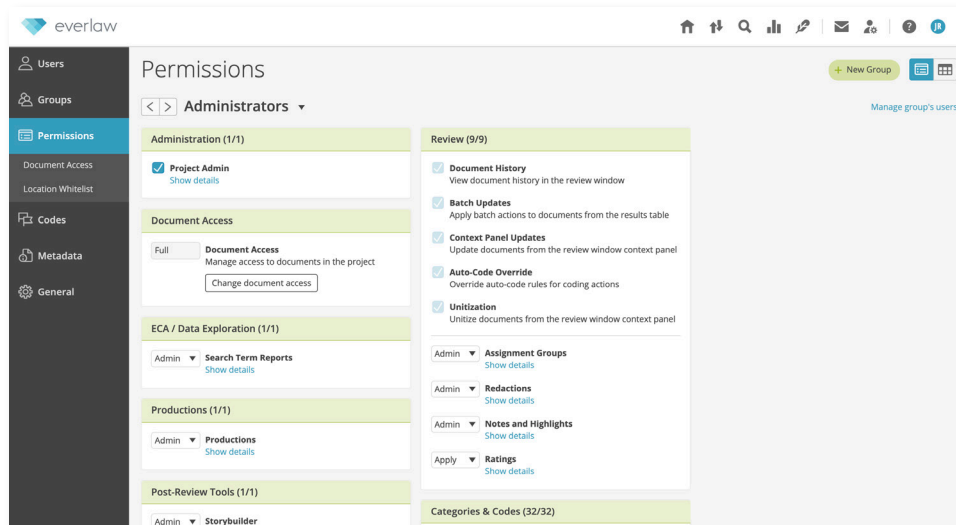 everlaw
JR
Users
Groups
Permissions
Document Access
Location Whitelist
Codes
Metadata
General
Permissions
+ New Group
< > Administrators
Manage group's users
Administration (1/1)
Project Admin
Show details
Document Access
Full
Document Access
Manage access to documents in the project
Change document access
ECA / Data Exploration (1/1)
Admin Search Term Reports
Show details
Productions (1/1)
Admin Productions
Show details
Post-Review Tools (1/1)
Admin Storybuilder
Review (9/9)
Document History
View document history in the review window
Batch Updates
Apply batch actions to documents from the results table
Context Panel Updates
Update documents from the review window context panel
Auto-Code Override
Override auto-code rules for coding actions
Unitization
Unitize documents from the review window context panel
Admin Assignment Groups
Show details
Admin Redactions
Show details
Admin Notes and Highlights
Show details
Apply Ratings
Show details
Categories & Codes (32/32)